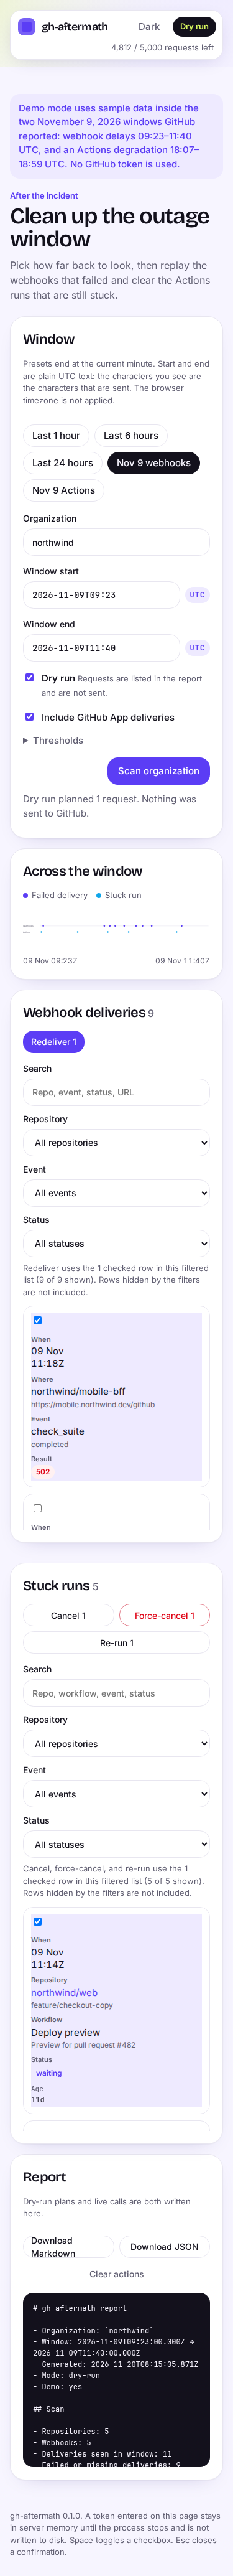 gh-aftermath
Dark
Dry run
4,812 / 5,000 requests left
Demo mode uses sample data inside the
two November 9, 2026 windows GitHub
reported: webhook delays 09:23–11:40
UTC, and an Actions degradation 18:07–
18:59 UTC. No GitHub token is used.
After the incident
Clean up the outage
window
Pick how far back to look, then replay the
webhooks that failed and clear the Actions
runs that are still stuck.
Window
Presets end at the current minute. Start and end
are plain UTC text: the characters you see are
the characters that are sent. The browser
timezone is not applied.
Last 1 hour
Last 6 hours
Last 24 hours
Nov 9 webhooks
Nov 9 Actions
Organization
northwind
Window start
2026-11-09T09:23
UTC
Window end
2026-11-09T11:40
UTC
Dry run Requests are listed in the report
and are not sent.
Include GitHub App deliveries
Thresholds
Scan organization
Dry run planned 1 request. Nothing was
sent to GitHub.
Across the window
Failed delivery
Stuck run
09 Nov 09:23Z
09 Nov 11:40Z
Webhook deliveries 9
Redeliver 1
Search
Repo, event, status, URL
Repository
All repositories
Event
All events
Status
All statuses
Redeliver uses the 1 checked row in this filtered
list (9 of 9 shown). Rows hidden by the filters
are not included.
When
09 Nov
11:18Z
Where
northwind/mobile-bff
https://mobile.northwind.dev/github
Event
check_suite
completed
Result
502
When
Stuck runs 5
Cancel 1
Force-cancel 1
Re-run 1
Search
Repo, workflow, event, status
Repository
All repositories
Event
All events
Status
All statuses
Cancel, force-cancel, and re-run use the 1
checked row in this filtered list (5 of 5 shown).
Rows hidden by the filters are not included.
When
09 Nov
11:14Z
Repository
northwind/web
feature/checkout-copy
Workflow
Deploy preview
Preview for pull request #482
Status
waiting
Age
11d
Report
Dry-run plans and live calls are both written
here.
Download
Markdown
Download JSON
Clear actions
# gh-aftermath report
- Organization: `northwind`
- Window: 2026-11-09T09:23:00.000Z →
2026-11-09T11:40:00.000Z
- Generated: 2026-11-20T08:15:05.871Z
- Mode: dry-run
- Demo: yes
## Scan
- Repositories: 5
- Webhooks: 5
- Deliveries seen in window: 11
- Failed or missing deliveries: 9
gh-aftermath 0.1.0. A token entered on this page stays
in server memory until the process stops and is not
written to disk. Space toggles a checkbox. Esc closes
a confirmation.